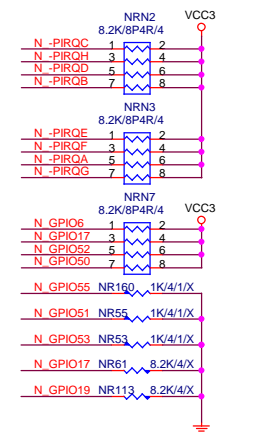 NRN2 VCC3
8.2K/8P4R/4
N_-PIRQC 1 2
N_-PIRQH 3 4
N_-PIRQD 5 6
N_-PIRQB 7 8
NRN3
8.2K/8P4R/4
N_-PIRQE 1 2
N_-PIRQF 3 4
N_-PIRQA 5 6
N_-PIRQG 7 8
NRN7 VCC3
8.2K/8P4R/4
N_GPIO6 1 2
N_GPIO17 3 4
N_GPIO52 5 6
N_GPIO50 7 8
N_GPIO55 NR160 1K/4/1/X
N_GPIO51 NR55 1K/4/1/X
N_GPIO53 NR53 1K/4/1/X
N_GPIO17 NR61 8.2K/4/X
N_GPIO19 NR113 8.2K/4/X